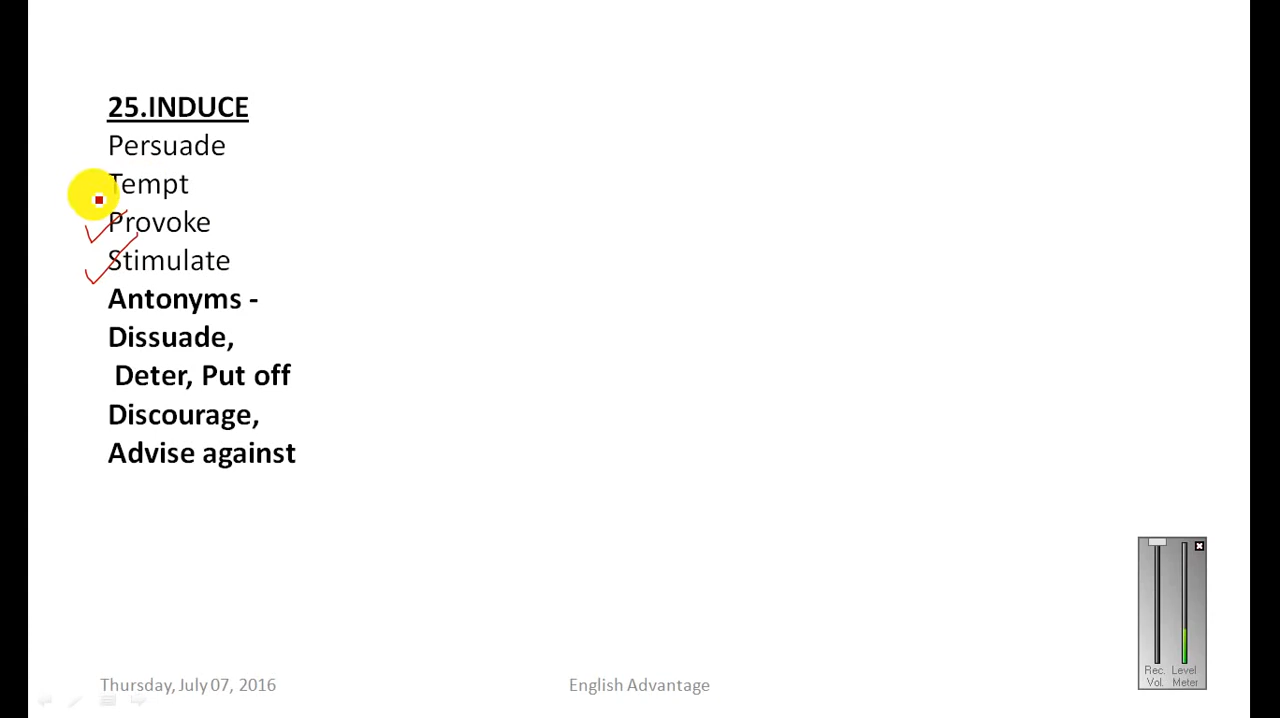 25.INDUCE
Persuade
Tempt
Provoke
Stimulate
Antonyms -
Dissuade,
Deter, Put off
Discourage,
Advise against
Rec. Level
Vol. Meter
Thursday, July 07, 2016 English Advantage